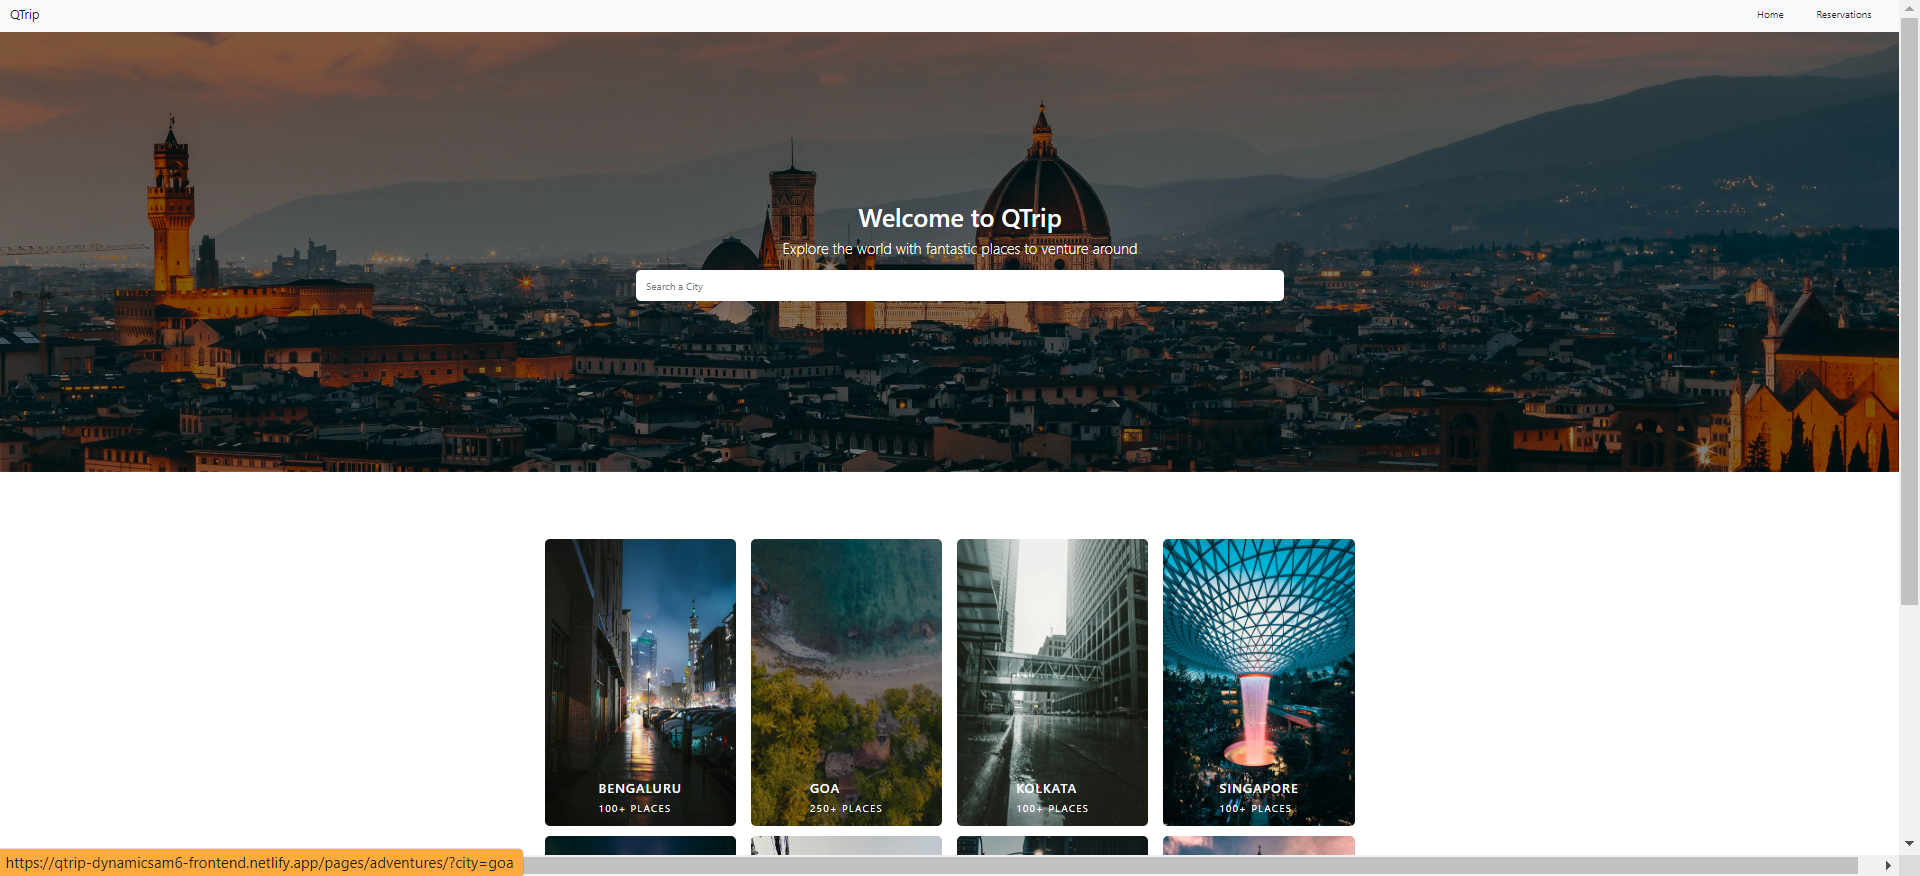 QTrip
Home
Reservations
Welcome to QTrip
Explore the world with fantastic places to venture around
Search a City
BENGALURU
100+ PLACES
GOA
250+ PLACES
KOLKATA
100+ PLACES
SINGAPORE
100+ PLACES
https://qtrip-dynamicsam6-frontend.netlify.app/pages/adventures/?city=goa